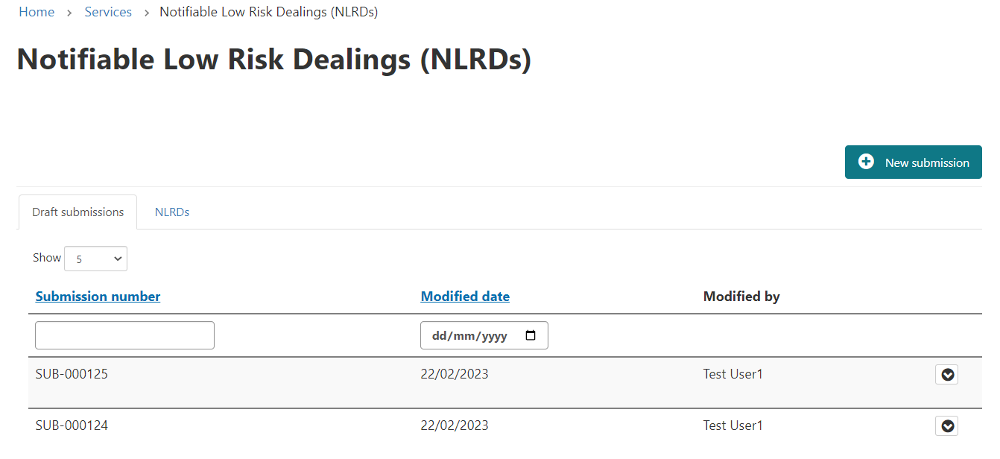 Home > Services > Notifiable Low Risk Dealings (NLRDs)
Notifiable Low Risk Dealings (NLRDs)
New submission
Draft submissions NLRDs
Show 5
Submission number Modified date Modified by
dd/mm/yyyy
SUB-000125 22/02/2023 Test User1
SUB-000124 22/02/2023 Test User1